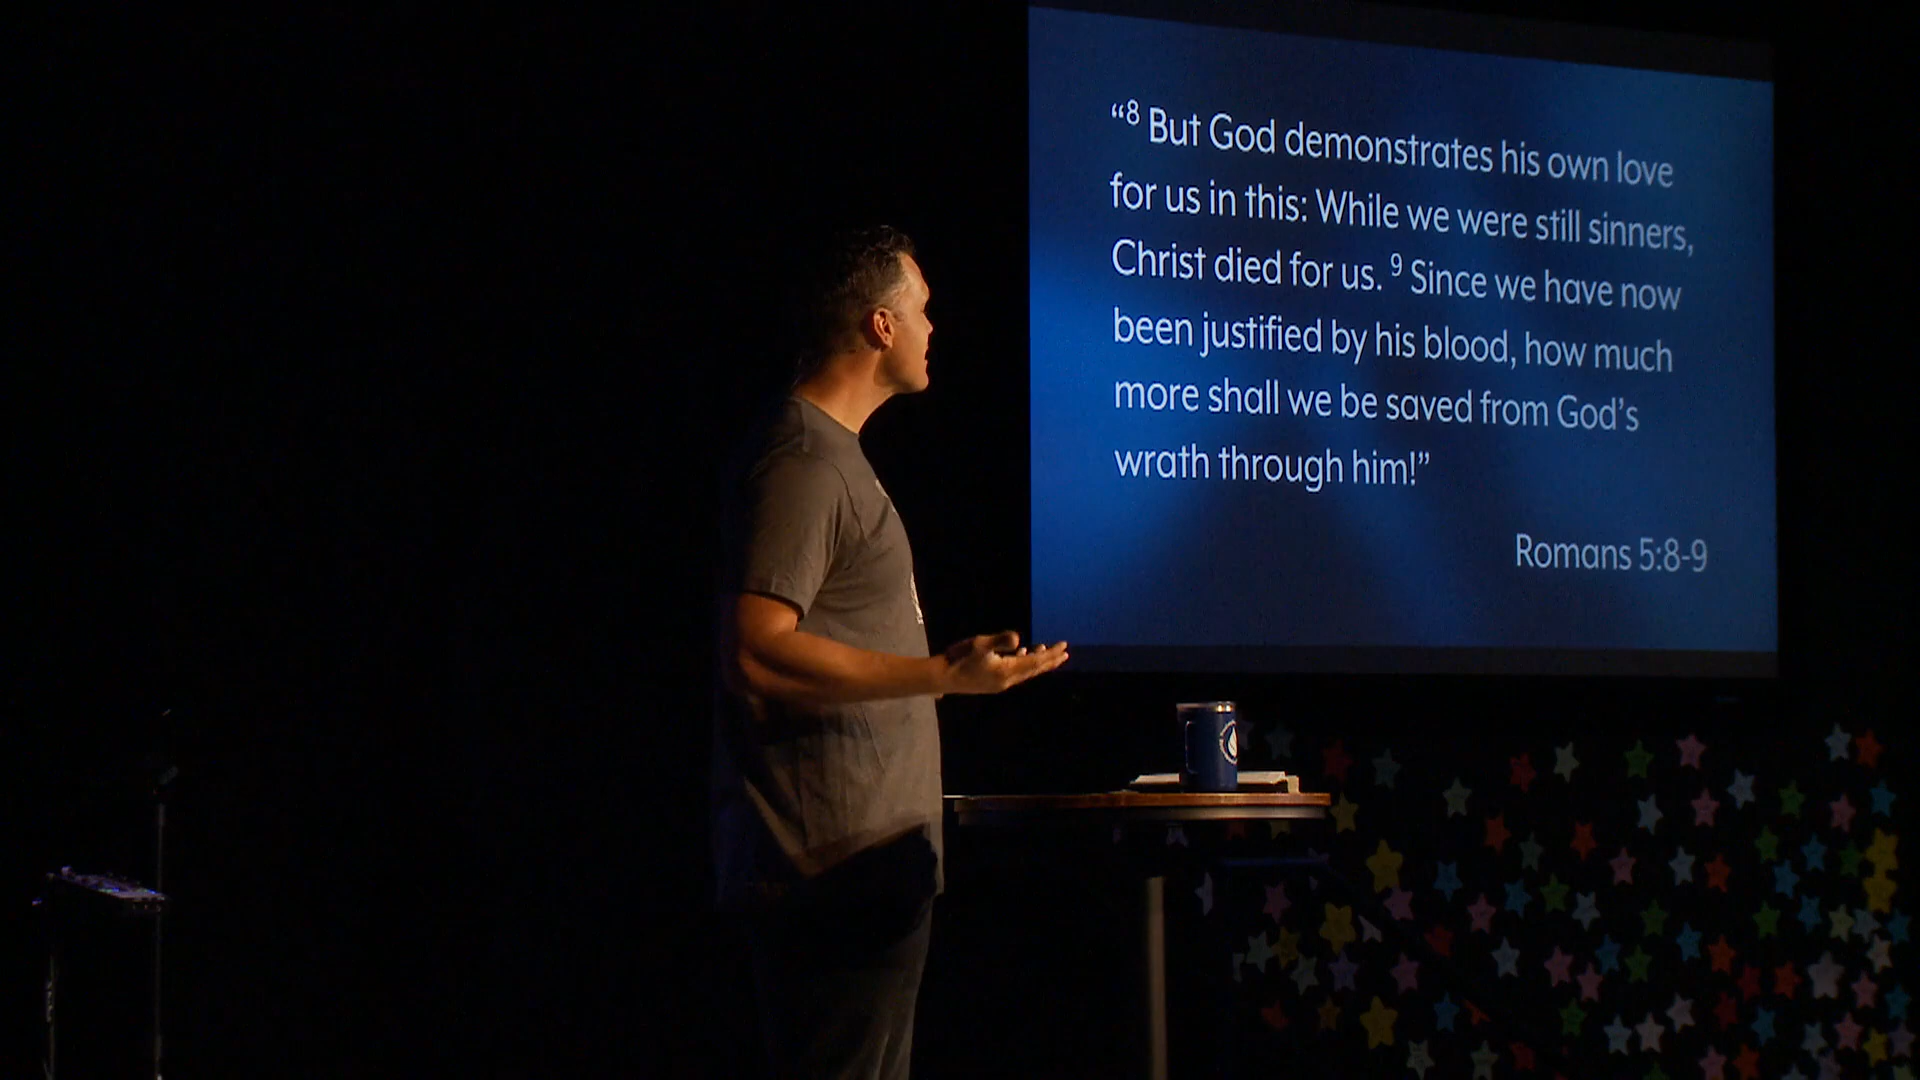 “⁸ But God demonstrates his own love
for us in this: While we were still sinners,
Christ died for us. ⁹ Since we have now
been justified by his blood, how much
more shall we be saved from God’s
wrath through him!”
Romans 5:8-9